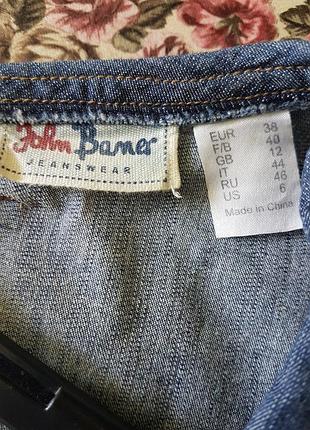 John Baner
JEANSWEAR
EUR 38
F/B 40
GB 12
IT 44
RU 46
US 6
Made in China